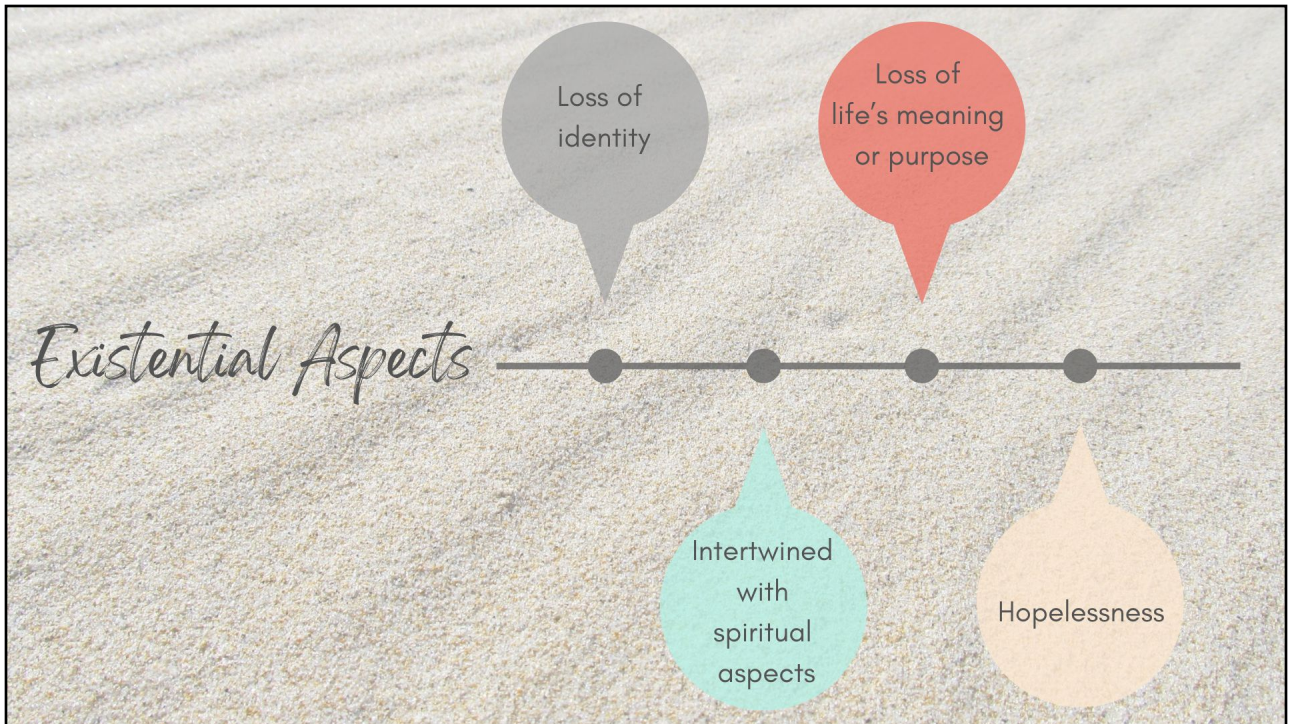 Existential Aspects
Loss of
identity
Intertwined
with
spiritual
aspects
Loss of
life's meaning
or purpose
Hopelessness